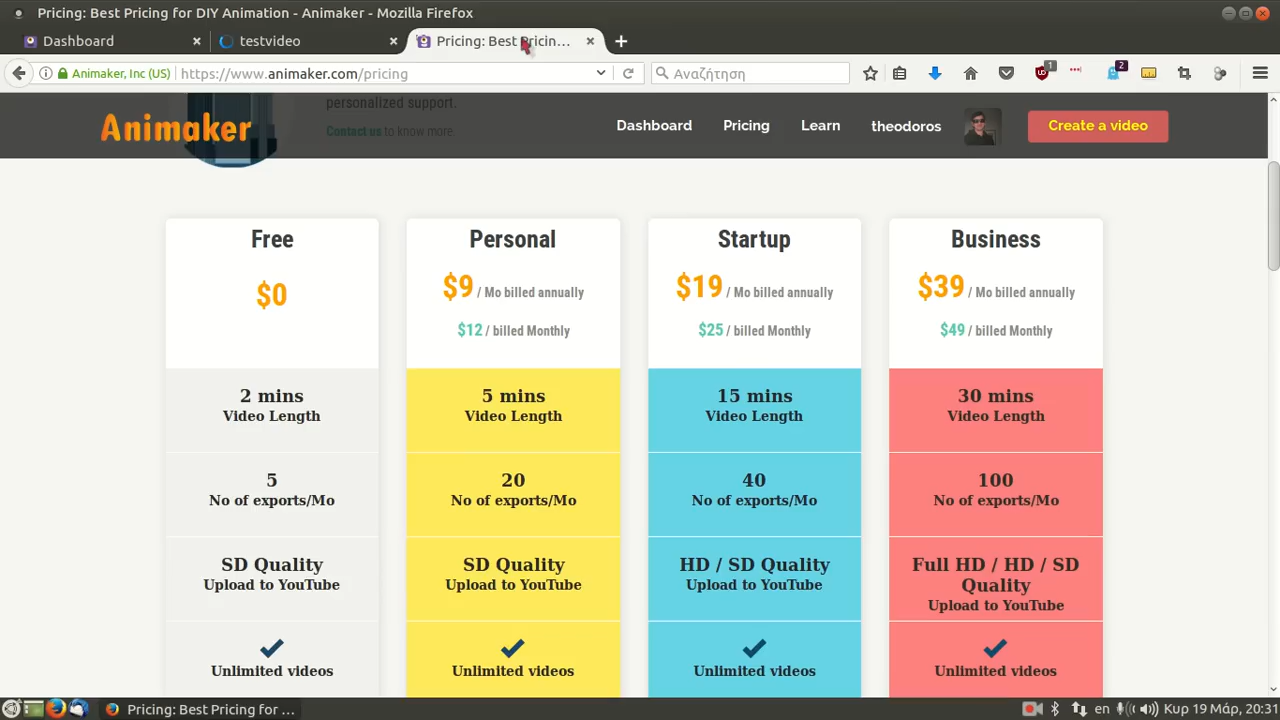 Pricing: Best Pricing for DIY Animation - Animaker - Mozilla Firefox
Dashboard × testvideo × Pricing: Best Pricin... × +
Animaker, Inc (US) https://www.animaker.com/pricing Αναζήτηση 1 2
personalized support.
Contact us to know more.
Animaker Dashboard Pricing Learn theodoros Create a video
Free Personal Startup Business
$0 $9 / Mo billed annually $19 / Mo billed annually $39 / Mo billed annually
$12 / billed Monthly $25 / billed Monthly $49 / billed Monthly
2 mins 5 mins 15 mins 30 mins
Video Length Video Length Video Length Video Length
5 20 40 100
No of exports/Mo No of exports/Mo No of exports/Mo No of exports/Mo
SD Quality SD Quality HD / SD Quality Full HD / HD / SD
Quality
Upload to YouTube Upload to YouTube Upload to YouTube Upload to YouTube
Unlimited videos Unlimited videos Unlimited videos Unlimited videos
Pricing: Best Pricing for ... en Κυρ 19 Μάρ, 20:31